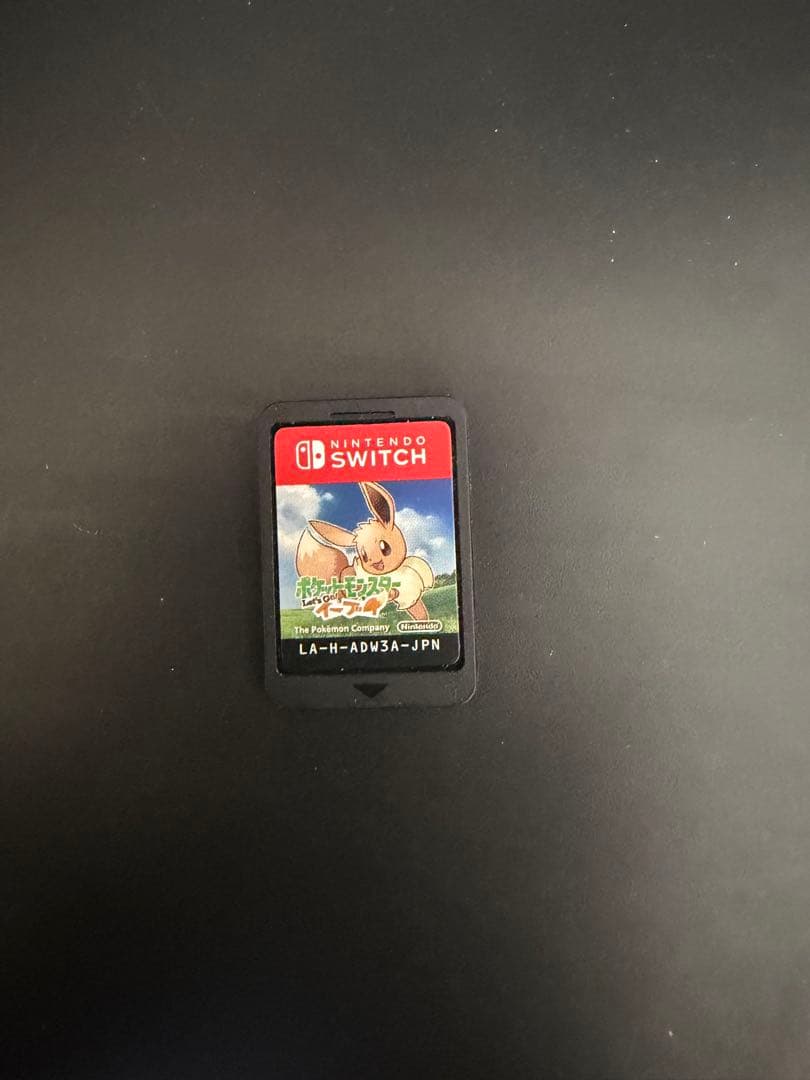 NINTENDO
SWITCH
ポケットモンスター
Let's Go!
イーブイ
The Pokémon Company
Nintendo
LA-H-ADW3A-JPN